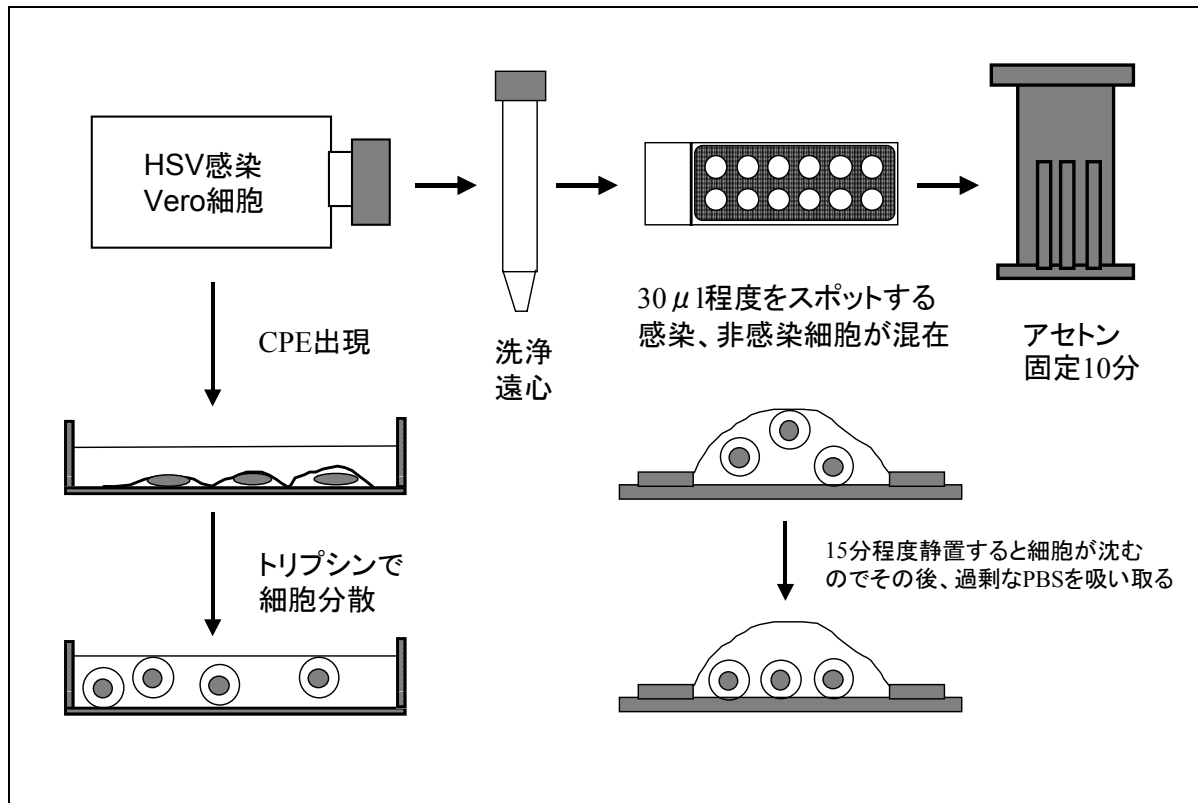 HSV感染
Vero細胞
CPE出現
トリプシンで
細胞分散
洗浄
遠心
30μl程度をスポットする
感染、非感染細胞が混在
アセトン
固定10分
15分程度静置すると細胞が沈む
のでその後、過剰なPBSを吸い取る